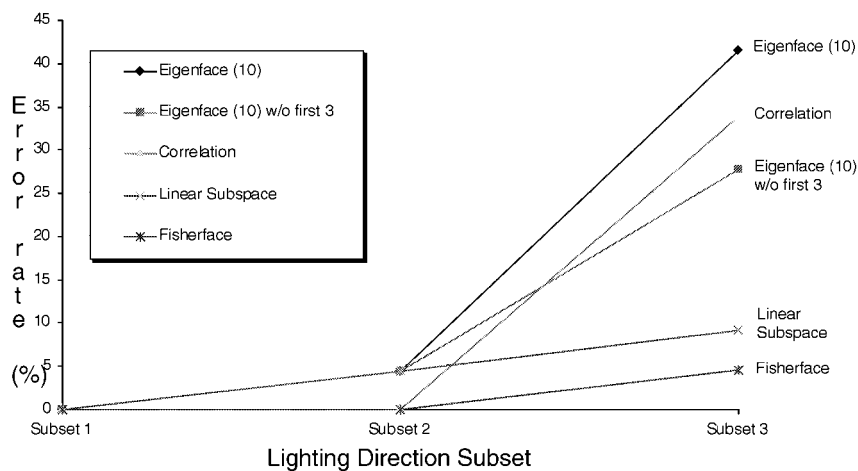 45
40
35
30
25
20
15
10
5
0
Error rate (%)
Eigenface (10)
Eigenface (10) w/o first 3
Correlation
Linear Subspace
Fisherface
Eigenface (10)
Correlation
Eigenface (10)
w/o first 3
Linear
Subspace
Fisherface
Subset 1
Subset 2
Subset 3
Lighting Direction Subset